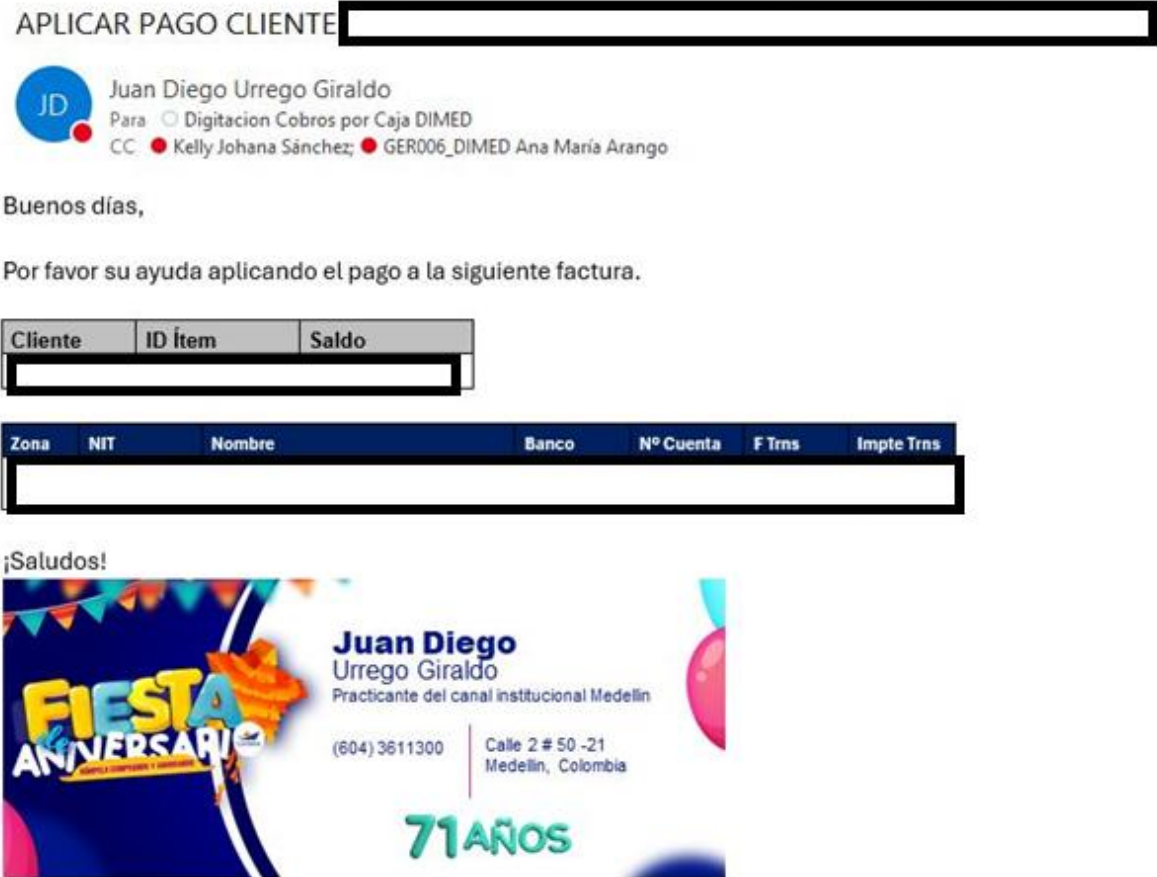 APLICAR PAGO CLIENTE
JD
Juan Diego Urrego Giraldo
Para Digitacion Cobros por Caja DIMED
CC Kelly Johana Sánchez; GER006_DIMED Ana María Arango
Buenos días,
Por favor su ayuda aplicando el pago a la siguiente factura.
Cliente ID Ítem Saldo
Zona NIT Nombre Banco Nº Cuenta F Trns Impte Trns
¡Saludos!
FIESTA
de
ANIVERSARIO
Juan Diego
Urrego Giraldo
Practicante del canal institucional Medellin
(604) 3611300
Calle 2 # 50 -21
Medellin, Colombia
71 AÑOS